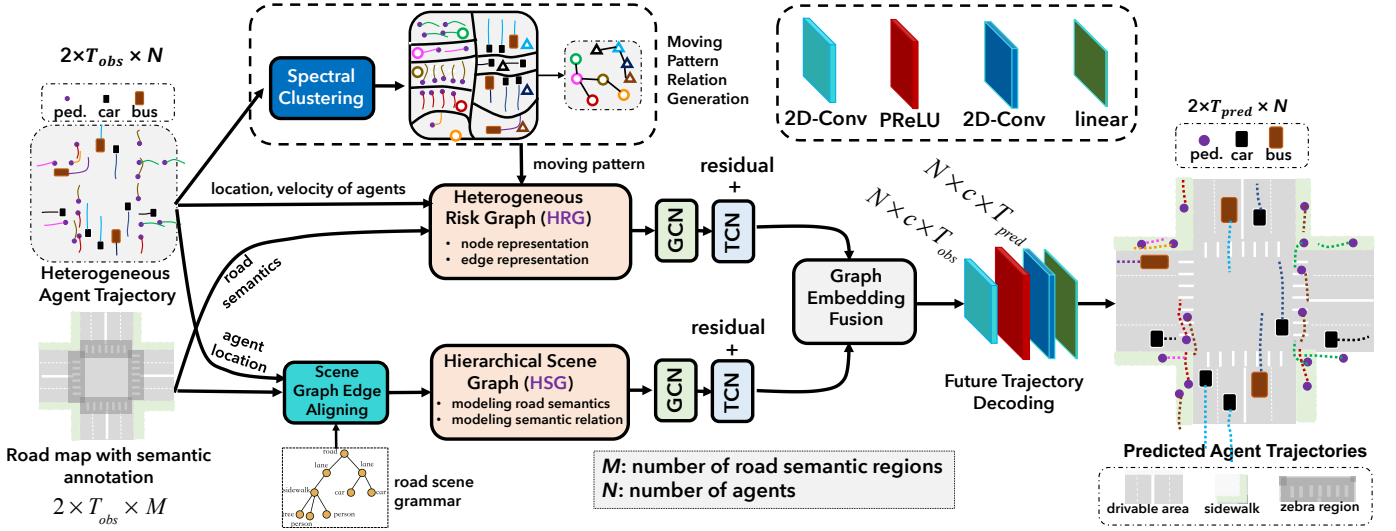 2×T_obs × N
ped. car bus
Heterogeneous
Agent Trajectory
Road map with semantic
annotation
2 × T_obs × M
Spectral
Clustering
Moving
Pattern
Relation
Generation
moving pattern
location, velocity of agents
road
semantics
agent
location
Heterogeneous
Risk Graph (HRG)
• node representation
• edge representation
GCN
TCN
residual
+
Scene
Graph Edge
Aligning
Hierarchical Scene
Graph (HSG)
• modeling road semantics
• modeling semantic relation
GCN
TCN
residual
+
road
lane
lane
sidewalk
car
car
tree
person
person
road scene
grammar
M: number of road semantic regions
N: number of agents
Graph
Embedding
Fusion
2D-Conv
PReLU
2D-Conv
linear
N×c×T_obs
N×c×T_pred
Future Trajectory
Decoding
2×T_pred × N
ped. car bus
Predicted Agent Trajectories
drivable area
sidewalk
zebra region